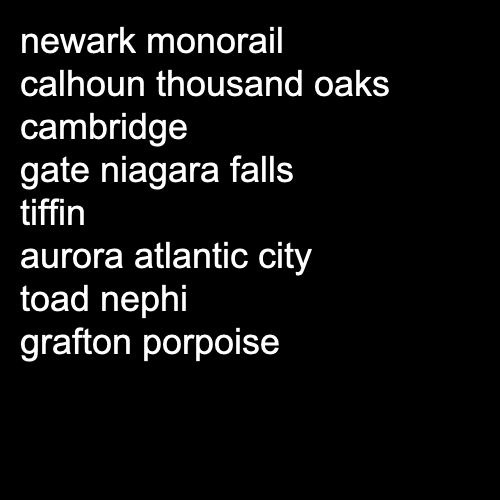 newark monorail
calhoun thousand oaks
cambridge
gate niagara falls
tiffin
aurora atlantic city
toad nephi
grafton porpoise